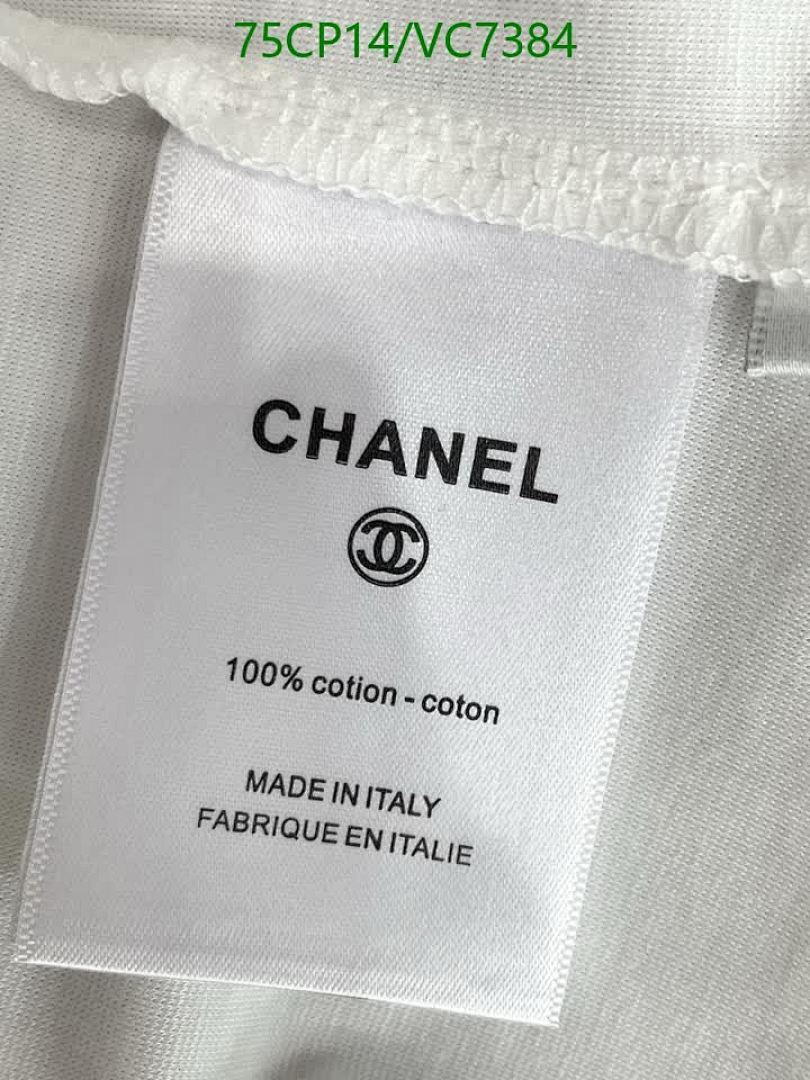 75CP14/VC7384
CHANEL
100% cotion - coton
MADE IN ITALY
FABRIQUE EN ITALIE